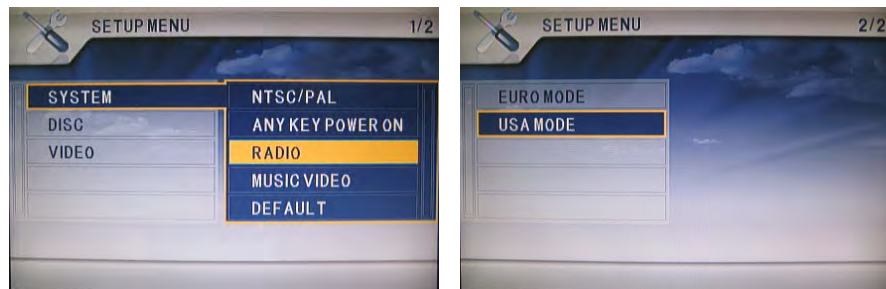 SETUP MENU 1/2
SYSTEM
DISC
VIDEO
NTSC/PAL
ANY KEY POWER ON
RADIO
MUSIC VIDEO
DEFAULT
SETUP MENU 2/2
EURO MODE
USA MODE